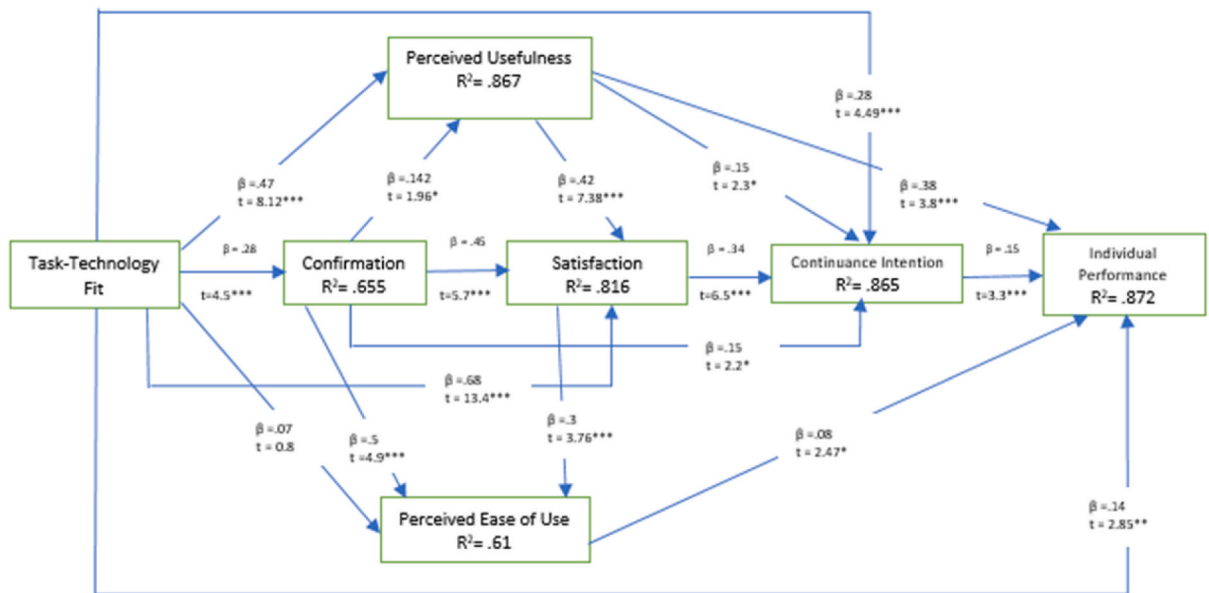 Perceived Usefulness
R²= .867
β =.28
t = 4.49***
β =.47
t = 8.12***
β =.142
t = 1.96*
β =.42
t = 7.38***
β =.15
t = 2.3*
β =.38
t = 3.8***
Task-Technology
Fit
β = .28
t=4.5***
Confirmation
R²= .655
β = .45
t=5.7***
Satisfaction
R²= .816
β = .34
t=6.5***
Continuance Intention
R²= .865
β = .15
t=3.3***
Individual
Performance
R²= .872
β =.15
t = 2.2*
β =.68
t = 13.4***
β =.07
t = 0.8
β =.5
t =4.9***
β =.3
t = 3.76***
β =.08
t = 2.47*
Perceived Ease of Use
R²= .61
β =.14
t = 2.85**